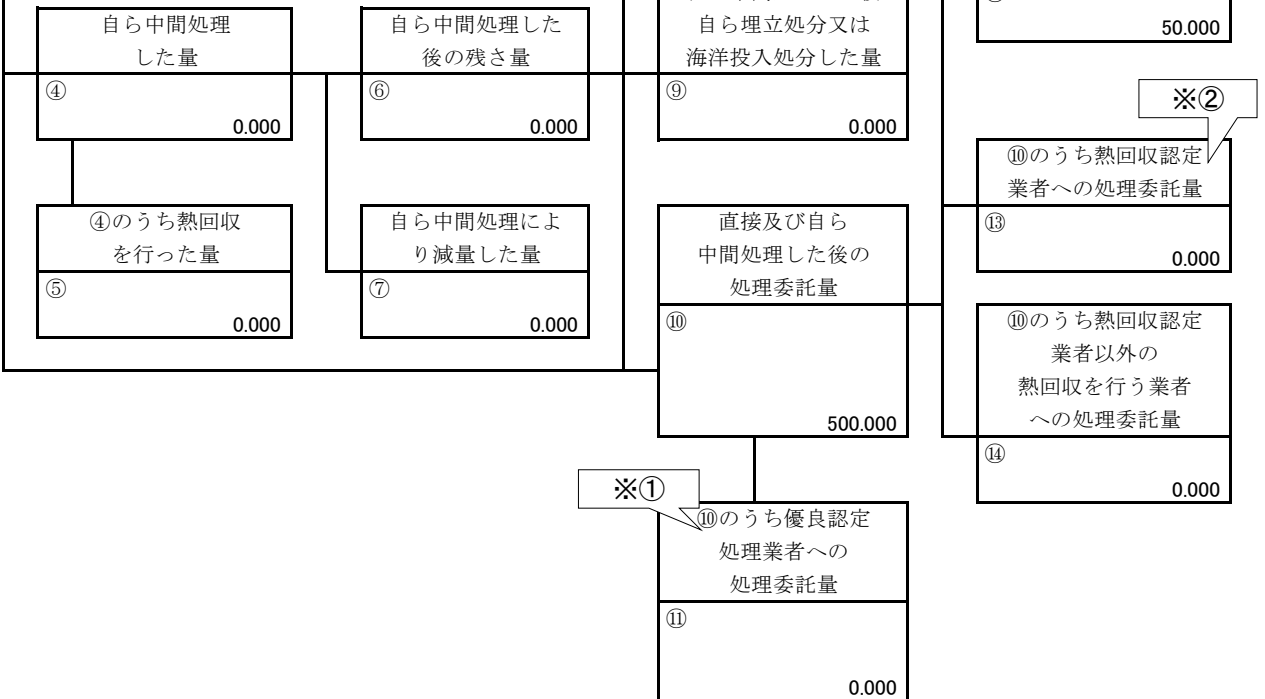 自ら中間処理
した量
④
0.000
自ら中間処理した
後の残さ量
⑥
0.000
自ら埋立処分又は
海洋投入処分した量
⑨
0.000
50.000
※②
⑩のうち熱回収認定
業者への処理委託量
⑬
0.000
④のうち熱回収
を行った量
⑤
0.000
自ら中間処理によ
り減量した量
⑦
0.000
直接及び自ら
中間処理した後の
処理委託量
⑩
500.000
⑩のうち熱回収認定
業者以外の
熱回収を行う業者
への処理委託量
⑭
0.000
※①
⑩のうち優良認定
処理業者への
処理委託量
⑪
0.000